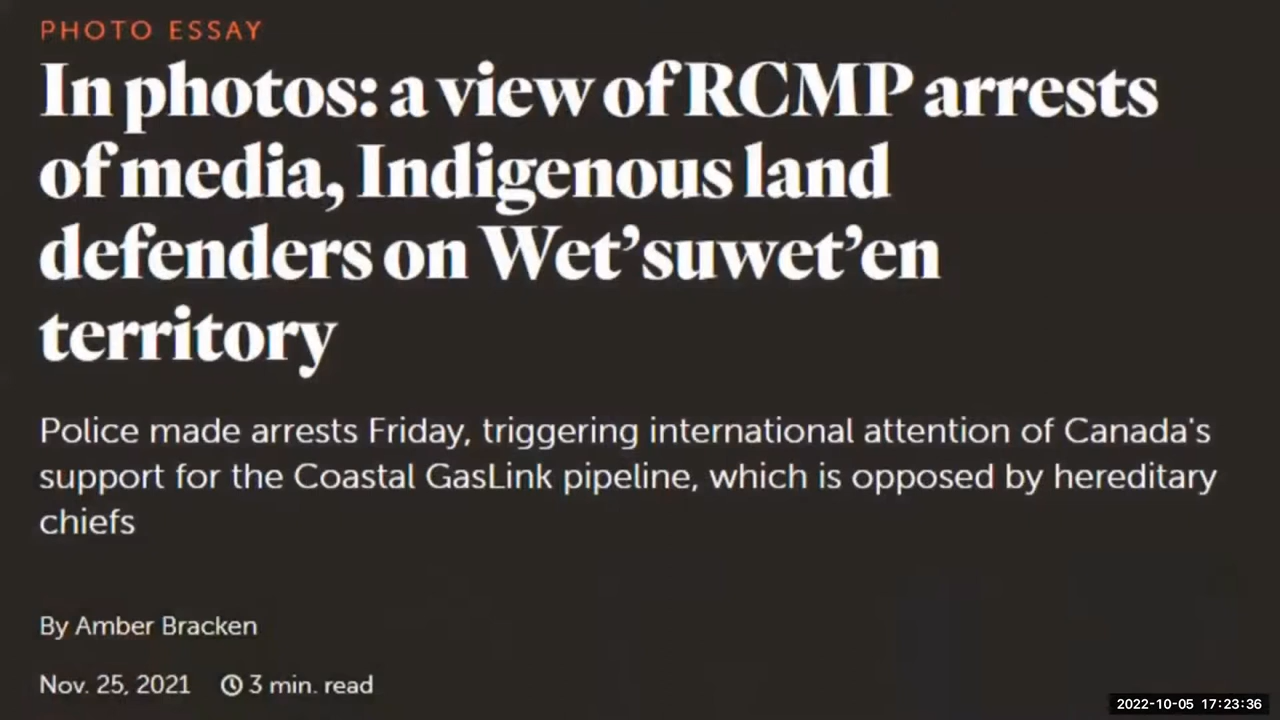 PHOTO ESSAY
In photos: a view of RCMP arrests
of media, Indigenous land
defenders on Wet’suwet’en
territory
Police made arrests Friday, triggering international attention of Canada's
support for the Coastal GasLink pipeline, which is opposed by hereditary
chiefs
By Amber Bracken
Nov. 25, 2021 3 min. read
2022-10-05 17:23:36